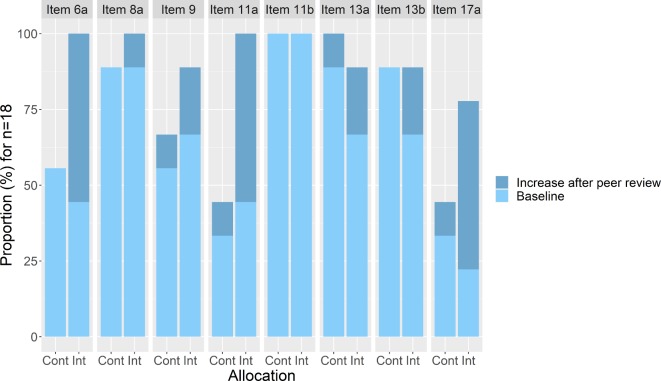 Item 6a Item 8a Item 9 Item 11a Item 11b Item 13a Item 13b Item 17a
100
75
50
25
0
Proportion (%) for n=18
Cont Int Cont Int Cont Int Cont Int Cont Int Cont Int Cont Int Cont Int
Allocation
Increase after peer review
Baseline